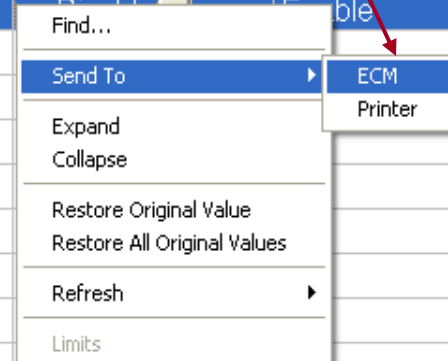 Find...
Send To
ECM
Printer
Expand
Collapse
Restore Original Value
Restore All Original Values
Refresh
Limits